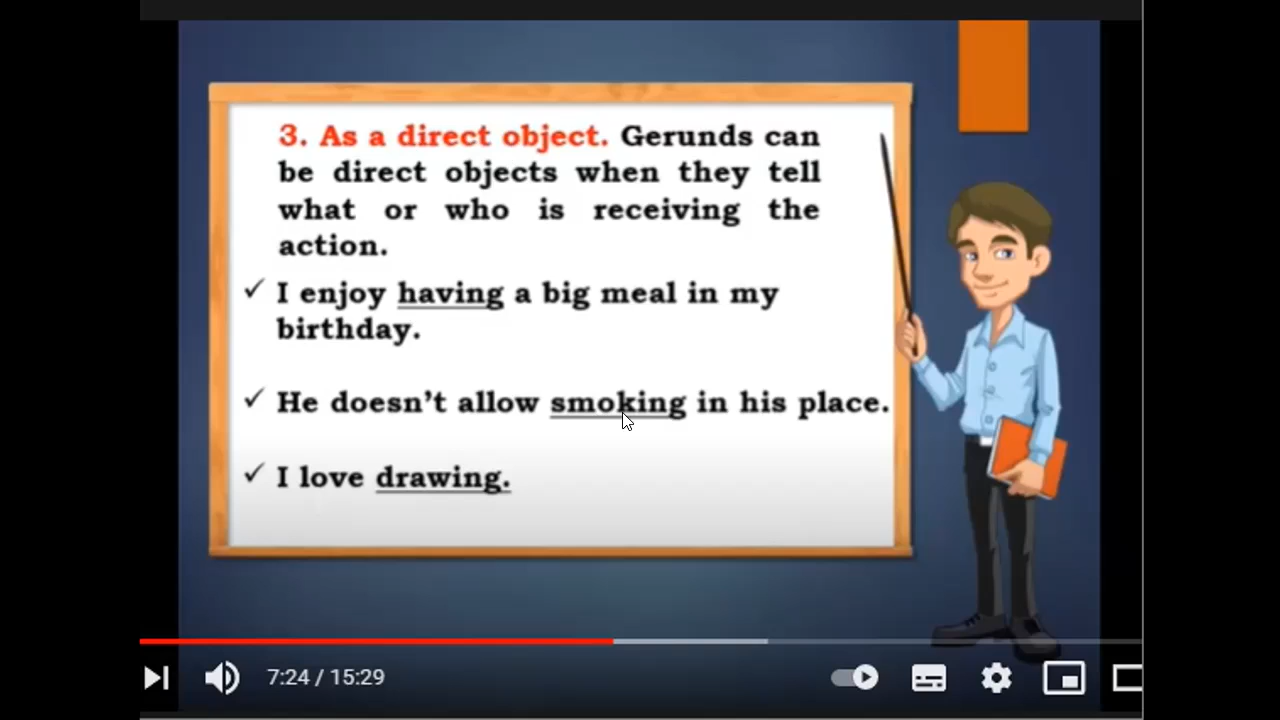 3. As a direct object. Gerunds can
be direct objects when they tell
what or who is receiving the
action.
✓ I enjoy having a big meal in my
birthday.
✓ He doesn't allow smoking in his place.
✓ I love drawing.
7:24 / 15:29